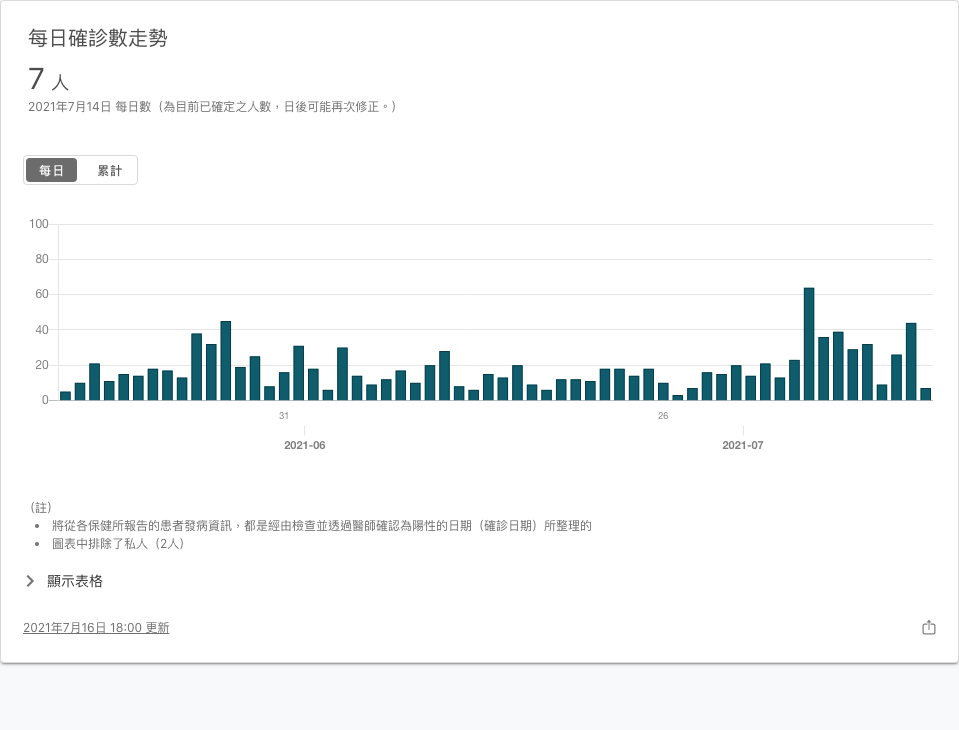 每日確診數走勢
7 人
2021年7月14日 每日數（為目前已確定之人數，日後可能再次修正。）
每日 累計
100
80
60
40
20
0
31 26
2021-06 2021-07
（註）
• 將從各保健所報告的患者發病資訊，都是經由檢查並透過醫師確認為陽性的日期（確診日期）所整理的
• 圖表中排除了私人（2人）
顯示表格
2021年7月16日 18:00 更新